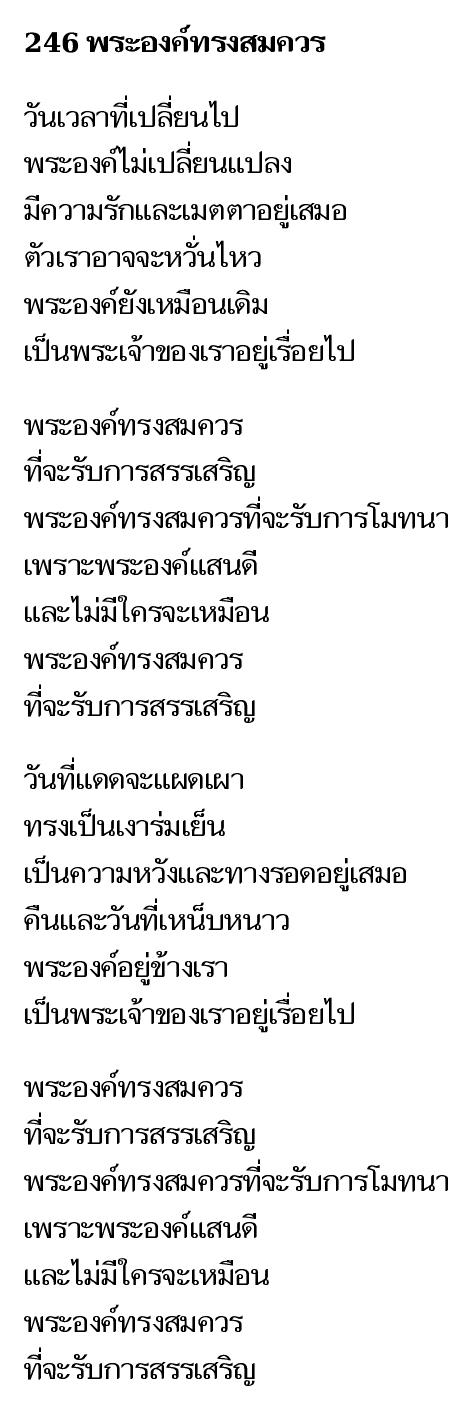 246 พระองค์ทรงสมควร
วันเวลาที่เปลี่ยนไป
พระองค์ไม่เปลี่ยนแปลง
มีความรักและเมตตาอยู่เสมอ
ตัวเราอาจจะหวั่นไหว
พระองค์ยังเหมือนเดิม
เป็นพระเจ้าของเราอยู่เรื่อยไป
พระองค์ทรงสมควร
ที่จะรับการสรรเสริญ
พระองค์ทรงสมควรที่จะรับการโมทนา
เพราะพระองค์แสนดี
และไม่มีใครจะเหมือน
พระองค์ทรงสมควร
ที่จะรับการสรรเสริญ
วันที่แดดจะแผดเผา
ทรงเป็นเงาร่มเย็น
เป็นความหวังและทางรอดอยู่เสมอ
คืนและวันที่เหน็บหนาว
พระองค์อยู่ข้างเรา
เป็นพระเจ้าของเราอยู่เรื่อยไป
พระองค์ทรงสมควร
ที่จะรับการสรรเสริญ
พระองค์ทรงสมควรที่จะรับการโมทนา
เพราะพระองค์แสนดี
และไม่มีใครจะเหมือน
พระองค์ทรงสมควร
ที่จะรับการสรรเสริญ